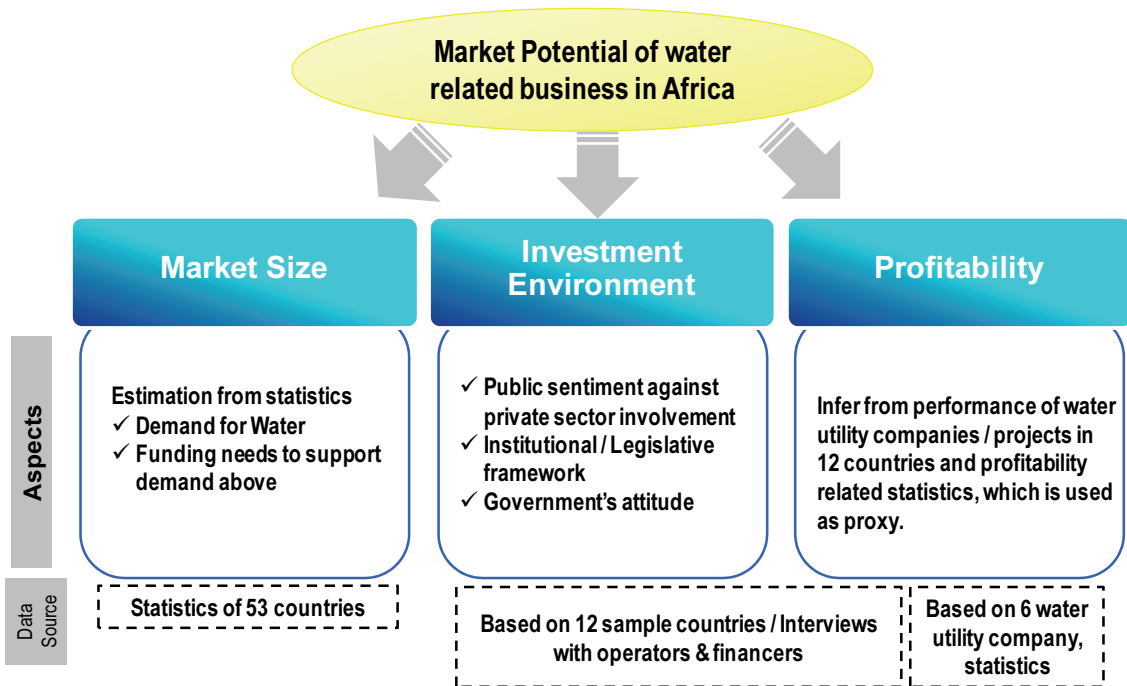 Market Potential of water
related business in Africa
Market Size
Investment
Environment
Profitability
Aspects
Estimation from statistics
✓ Demand for Water
✓ Funding needs to support
demand above
✓ Public sentiment against
private sector involvement
✓ Institutional / Legislative
framework
✓ Government’s attitude
Infer from performance of water
utility companies / projects in
12 countries and profitability
related statistics, which is used
as proxy.
Data
Source
Statistics of 53 countries
Based on 12 sample countries / Interviews
with operators & financers
Based on 6 water
utility company,
statistics